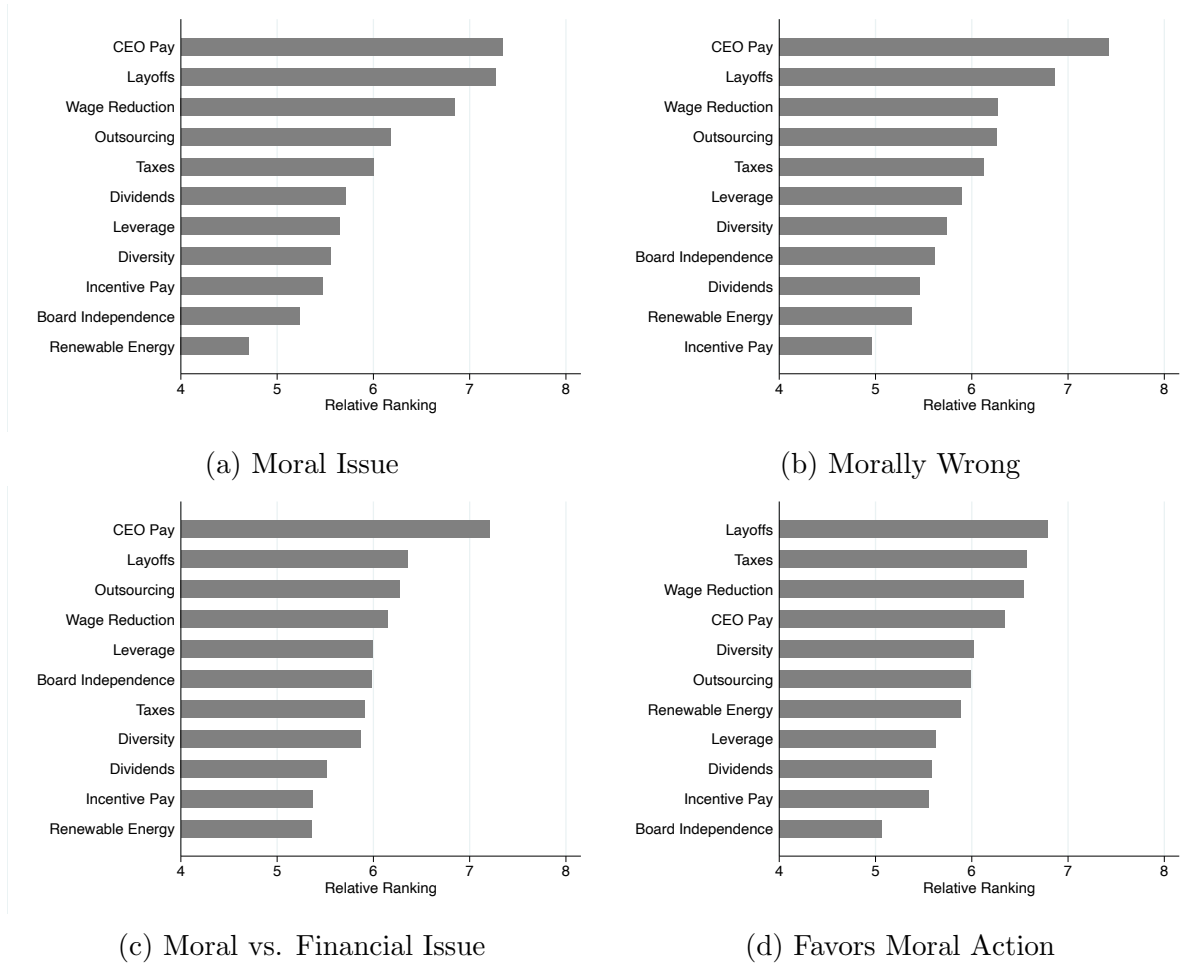 CEO Pay
Layoffs
Wage Reduction
Outsourcing
Taxes
Dividends
Leverage
Diversity
Incentive Pay
Board Independence
Renewable Energy
4 5 6 7 8
Relative Ranking
(a) Moral Issue
CEO Pay
Layoffs
Wage Reduction
Outsourcing
Taxes
Leverage
Diversity
Board Independence
Dividends
Renewable Energy
Incentive Pay
4 5 6 7 8
Relative Ranking
(b) Morally Wrong
CEO Pay
Layoffs
Outsourcing
Wage Reduction
Leverage
Board Independence
Taxes
Diversity
Dividends
Incentive Pay
Renewable Energy
4 5 6 7 8
Relative Ranking
(c) Moral vs. Financial Issue
Layoffs
Taxes
Wage Reduction
CEO Pay
Diversity
Outsourcing
Renewable Energy
Leverage
Dividends
Incentive Pay
Board Independence
4 5 6 7 8
Relative Ranking
(d) Favors Moral Action